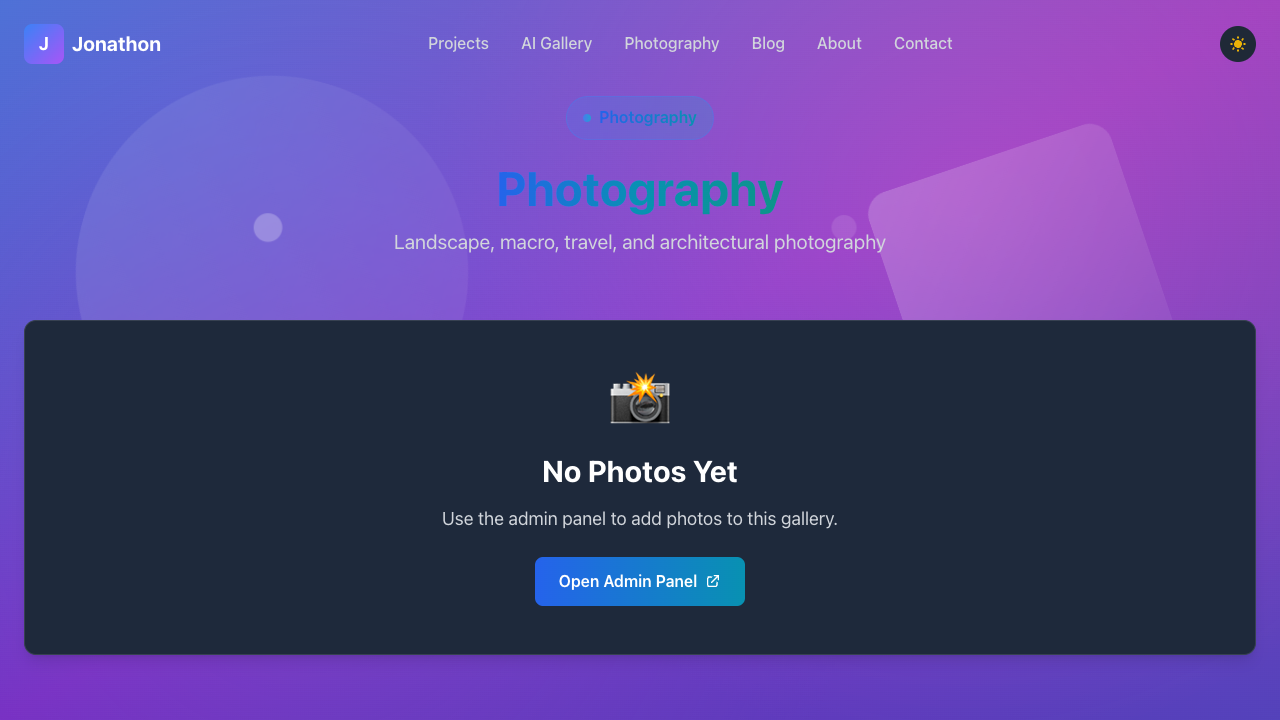 J Jonathon
Projects AI Gallery Photography Blog About Contact
Photography
Photography
Landscape, macro, travel, and architectural photography
No Photos Yet
Use the admin panel to add photos to this gallery.
Open Admin Panel